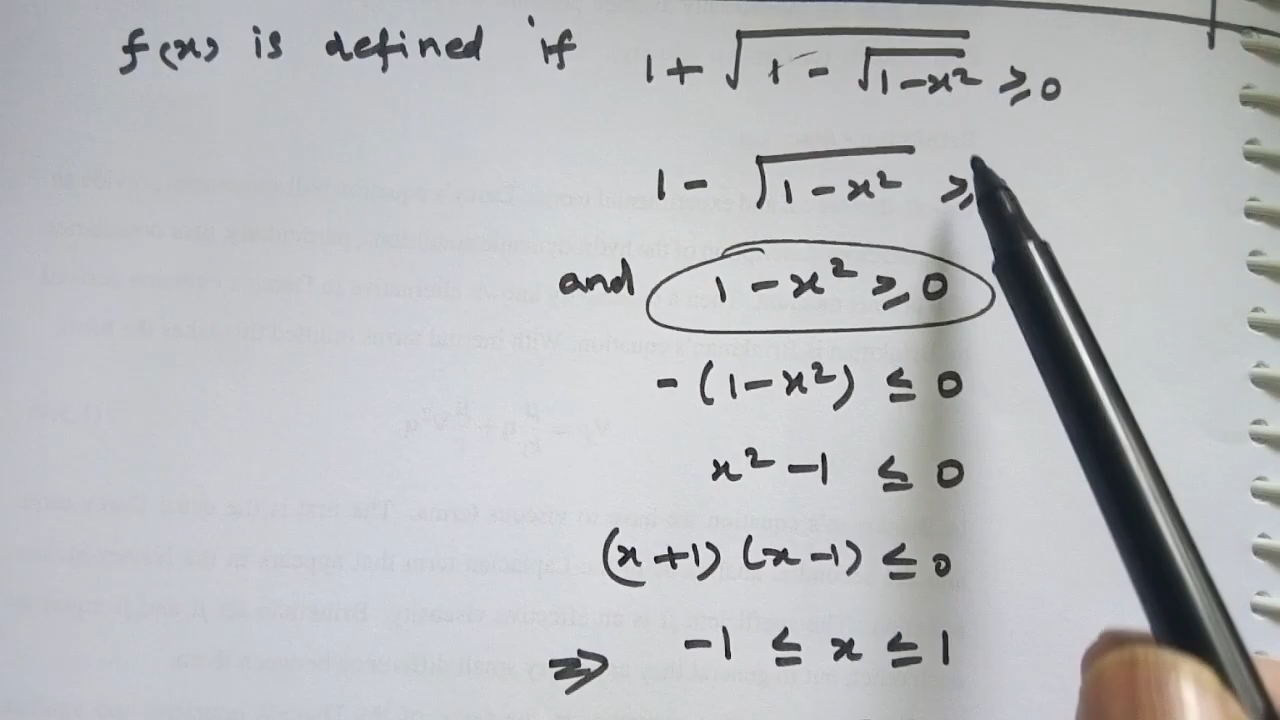 f(x) is defined if 1 + √(1 - √(1-x²)) ≥ 0
1 - √(1-x²) ≥
and 1 - x² ≥ 0
-(1-x²) ≤ 0
x² - 1 ≤ 0
(x+1) (x-1) ≤ 0
⇒ -1 ≤ x ≤ 1